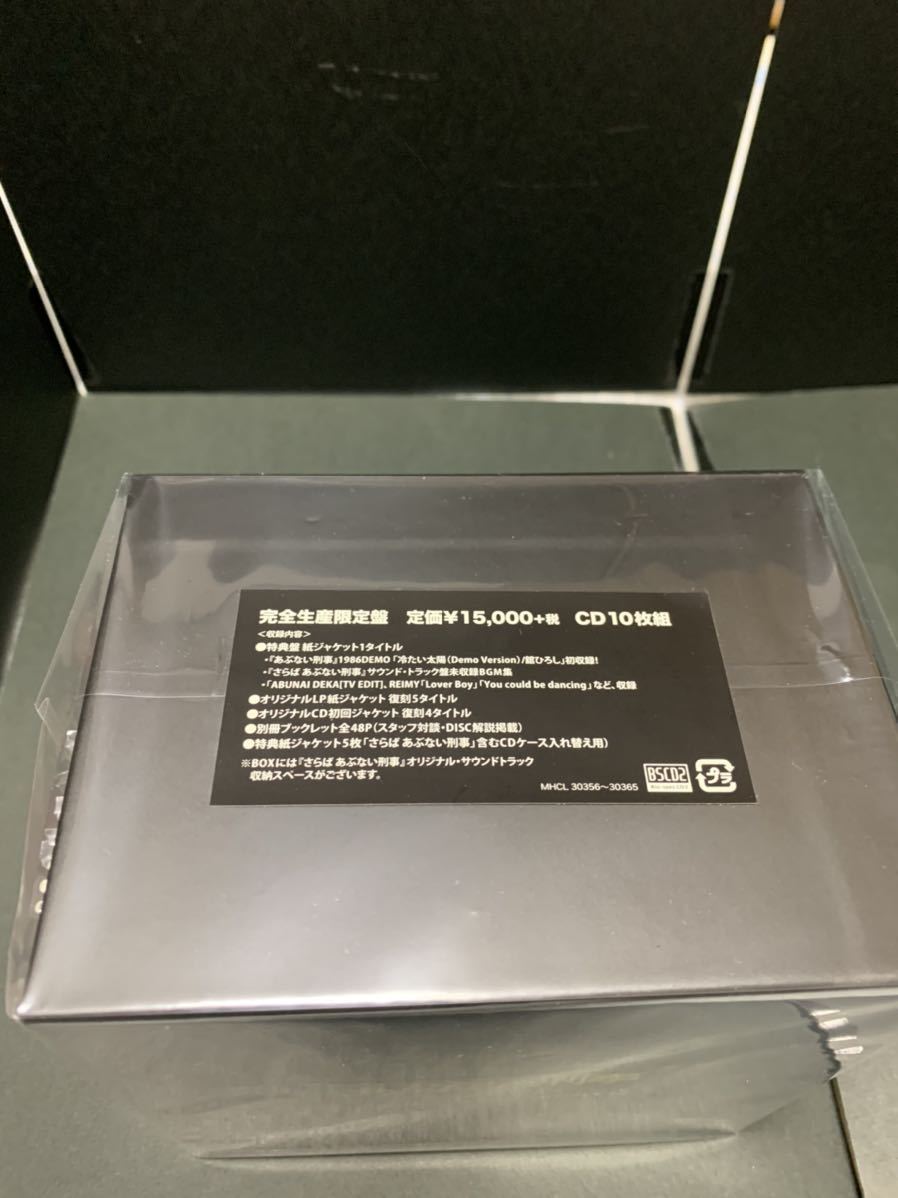 完全生産限定盤 定価¥15,000+税 CD10枚組
<収録内容>
●特典盤 紙ジャケット1タイトル
・『あぶない刑事』1986DEMO「冷たい太陽(Demo Version)/舘ひろし」初収録!
・『さらば あぶない刑事』サウンド・トラック盤未収録BGM集
・「ABUNAI DEKA[TV EDIT]、REIMY「Lover Boy」「You could be dancing」など、収録
●オリジナルLP紙ジャケット 復刻5タイトル
●オリジナルCD初回ジャケット 復刻4タイトル
●別冊ブックレット全48P(スタッフ対談・DISC解説掲載)
●特典紙ジャケット5枚「さらば あぶない刑事」含むCDケース入れ替え用)
※BOXには『さらば あぶない刑事』オリジナル・サウンドトラック
収納スペースがございます。
MHCL 30356~30365
BSCD2
Blu-spec CD2
プラ